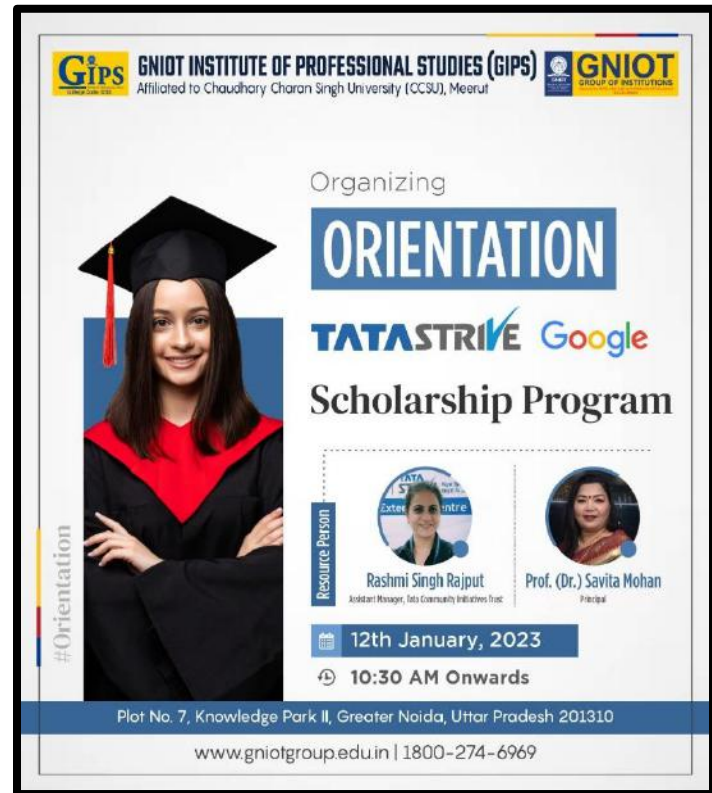 GIPS
GNIOT INSTITUTE OF PROFESSIONAL STUDIES (GIPS)
Affiliated to Chaudhary Charan Singh University (CCSU), Meerut
GNIOT
GROUP OF INSTITUTIONS
Organizing
ORIENTATION
TATA STRIVE Google
Scholarship Program
Resource Person
TATA
Rashmi Singh Rajput
Assistant Manager, Tata Community Initiatives Trust
Prof. (Dr.) Savita Mohan
Principal
#Orientation
12th January, 2023
10:30 AM Onwards
Plot No. 7, Knowledge Park II, Greater Noida, Uttar Pradesh 201310
www.gniotgroup.edu.in | 1800-274-6969